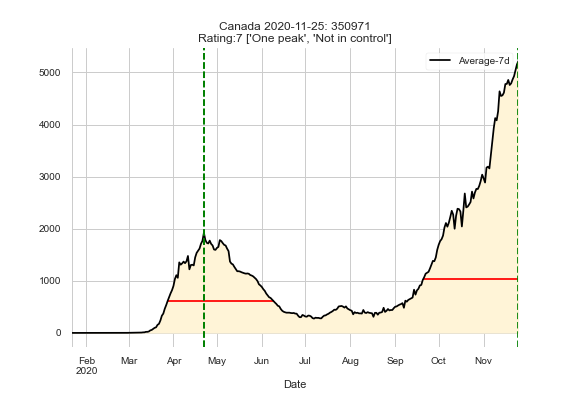 Canada 2020-11-25: 350971
Rating:7 ['One peak', 'Not in control']
Average-7d
5000
4000
3000
2000
1000
0
Feb Mar Apr May Jun Jul Aug Sep Oct Nov
2020
Date